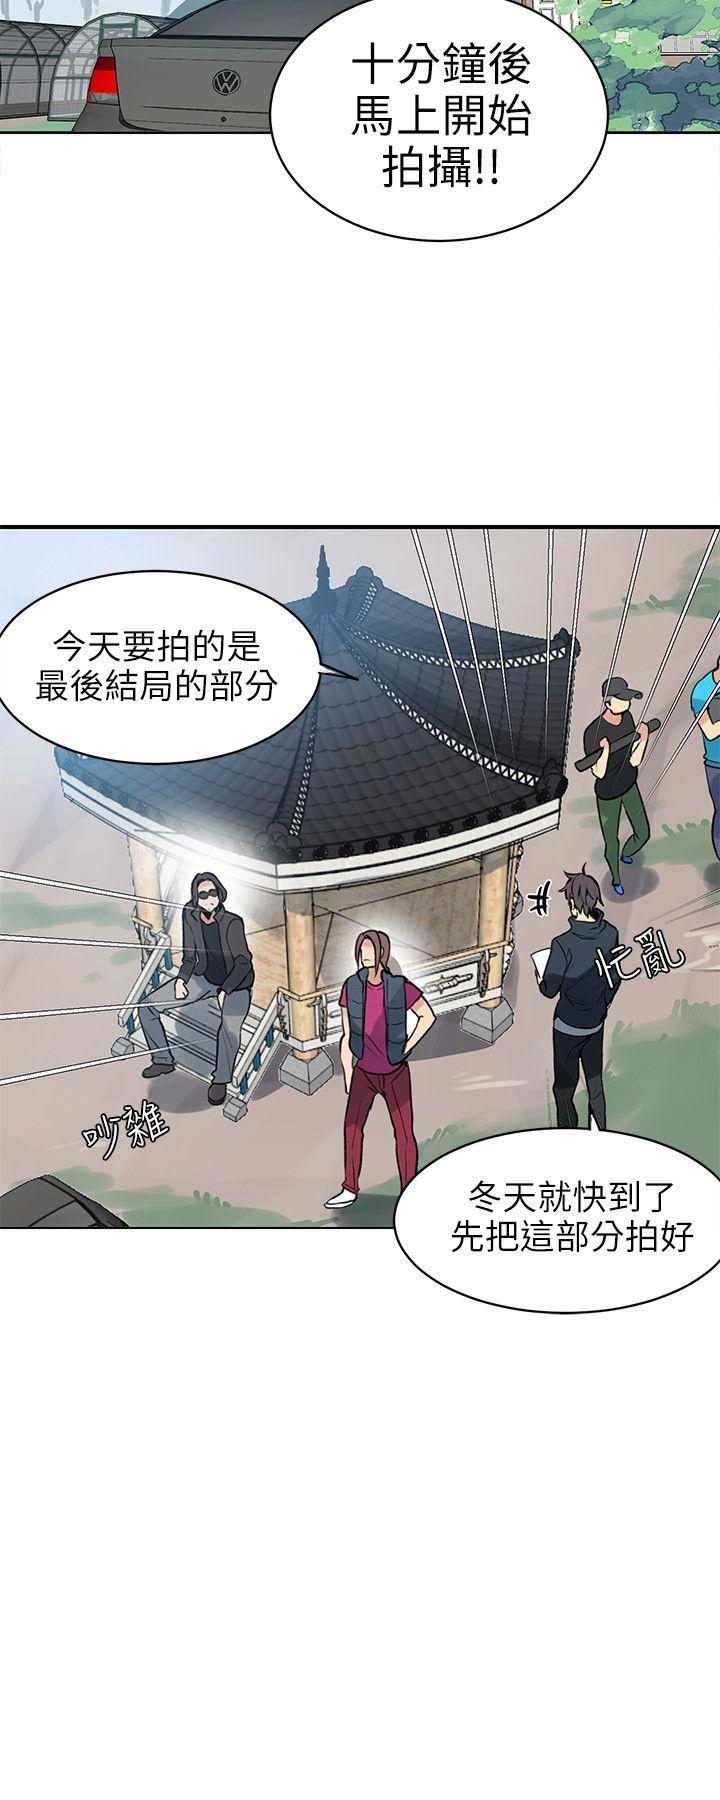 十分鐘後
馬上開始
拍攝!!
今天要拍的是
最後結局的部分
忙亂
吵雜
冬天就快到了
先把這部分拍好